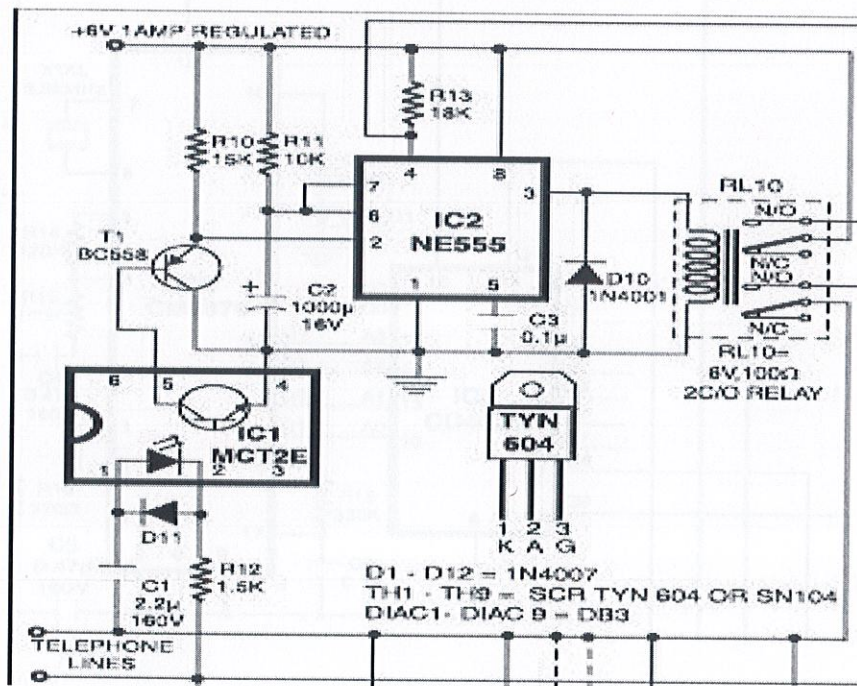 +6V 1AMP REGULATED
R13
18K
R10
15K
R11
10K
4
8
7
3
6
IC2
2
NE555
RL10
N/O
T1
BC558
N/C
N/O
C2
1000µ
16V
D10
1N4001
1
5
C3
0.1µ
N/C
RL10=
6V,100Ω
2C/O RELAY
6
5
4
IC1
MCT2E
1
2
3
TYN
604
D11
R12
1.5K
C1
2.2µ
160V
1
2
3
K
A
G
D1 - D12 = 1N4007
TH1 - TH9 = SCR TYN 604 OR SN104
DIAC1- DIAC 9 = DB3
TELEPHONE
LINES